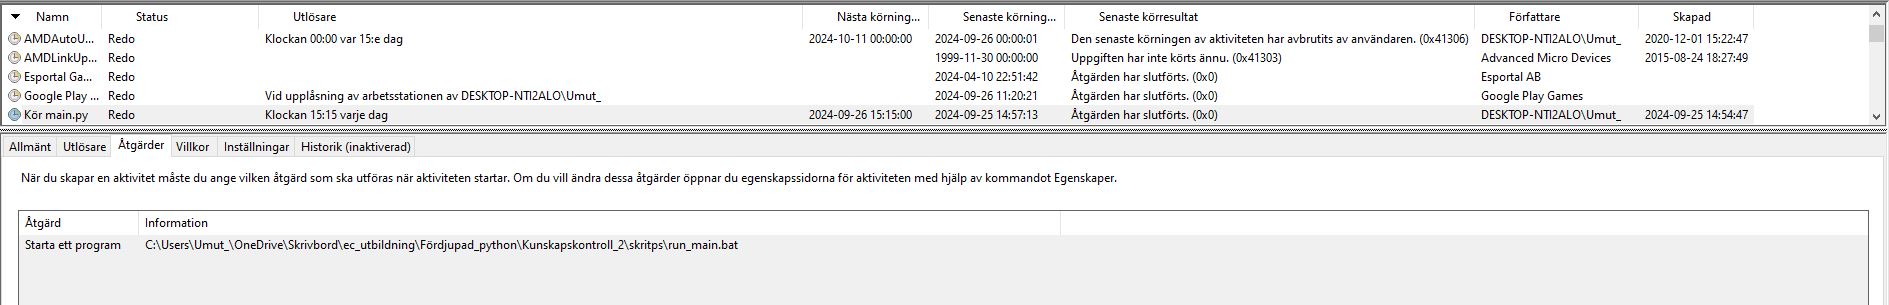 Namn Status Utlösare Nästa körning... Senaste körning... Senaste körresultat Författare Skapad
AMDAutoU... Redo Klockan 00:00 var 15:e dag 2024-10-11 00:00:00 2024-09-26 00:00:01 Den senaste körningen av aktiviteten har avbrutits av användaren. (0x41306) DESKTOP-NTI2ALO\Umut_ 2020-12-01 15:22:47
AMDLinkUp... Redo 1999-11-30 00:00:00 Uppgiften har inte körts ännu. (0x41303) Advanced Micro Devices 2015-08-24 18:27:49
Esportal Ga... Redo 2024-04-10 22:51:42 Åtgärden har slutförts. (0x0) Esportal AB
Google Play ... Redo Vid upplåsning av arbetsstationen av DESKTOP-NTI2ALO\Umut_ 2024-09-26 11:20:21 Åtgärden har slutförts. (0x0) Google Play Games
Kör main.py Redo Klockan 15:15 varje dag 2024-09-26 15:15:00 2024-09-25 14:57:13 Åtgärden har slutförts. (0x0) DESKTOP-NTI2ALO\Umut_ 2024-09-25 14:54:47
Allmänt Utlösare Åtgärder Villkor Inställningar Historik (inaktiverad)
När du skapar en aktivitet måste du ange vilken åtgärd som ska utföras när aktiviteten startar. Om du vill ändra dessa åtgärder öppnar du egenskapssidorna för aktiviteten med hjälp av kommandot Egenskaper.
Åtgärd Information
Starta ett program C:\Users\Umut_\OneDrive\Skrivbord\ec_utbildning\Fördjupad_python\Kunskapskontroll_2\skritps\run_main.bat